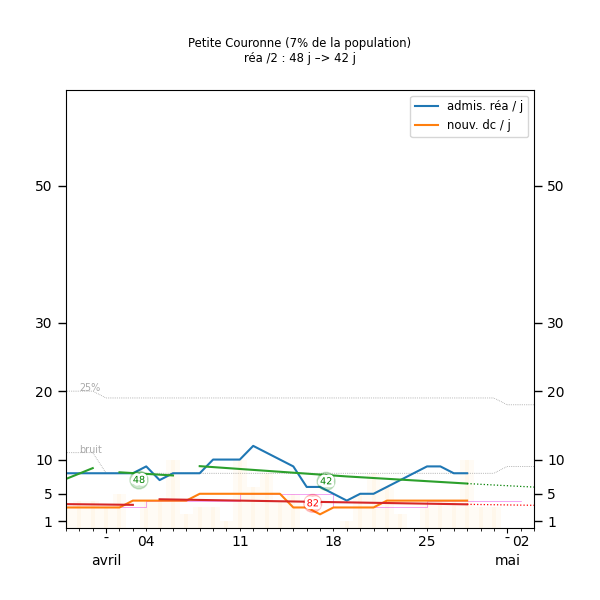 Petite Couronne (7% de la population)
réa /2 : 48 j –> 42 j
admis. réa / j
nouv. dc / j
50 50
30 30
25%
20 20
bruit
10 10
48 42
5 5
82
1 1
- 04 11 18 25 - 02
avril mai